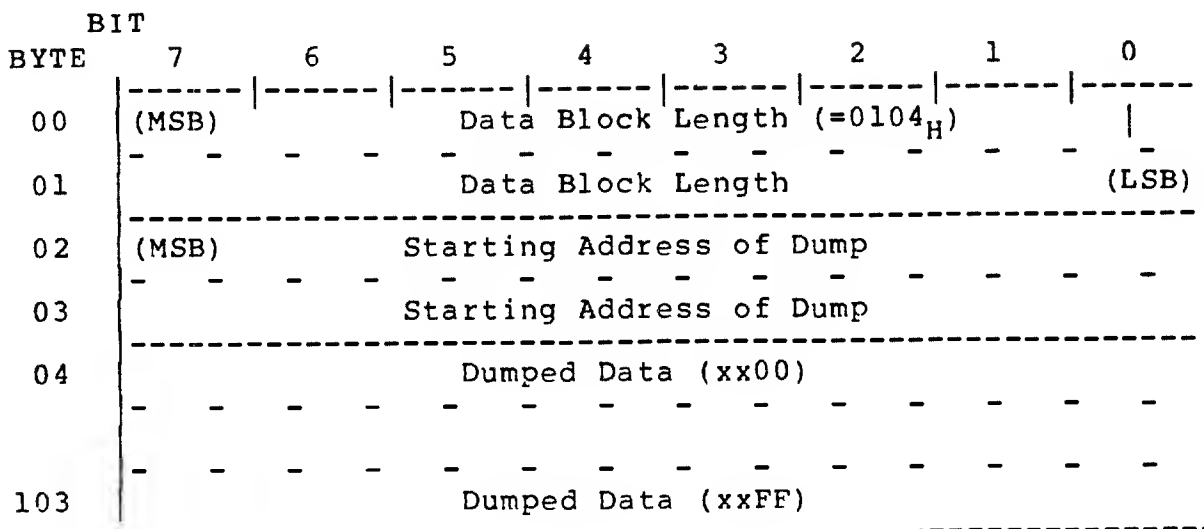 BIT
BYTE 7 6 5 4 3 2 1 0
00 (MSB) Data Block Length (=0104H)
01 Data Block Length (LSB)
02 (MSB) Starting Address of Dump
03 Starting Address of Dump
04 Dumped Data (xx00)
103 Dumped Data (xxFF)